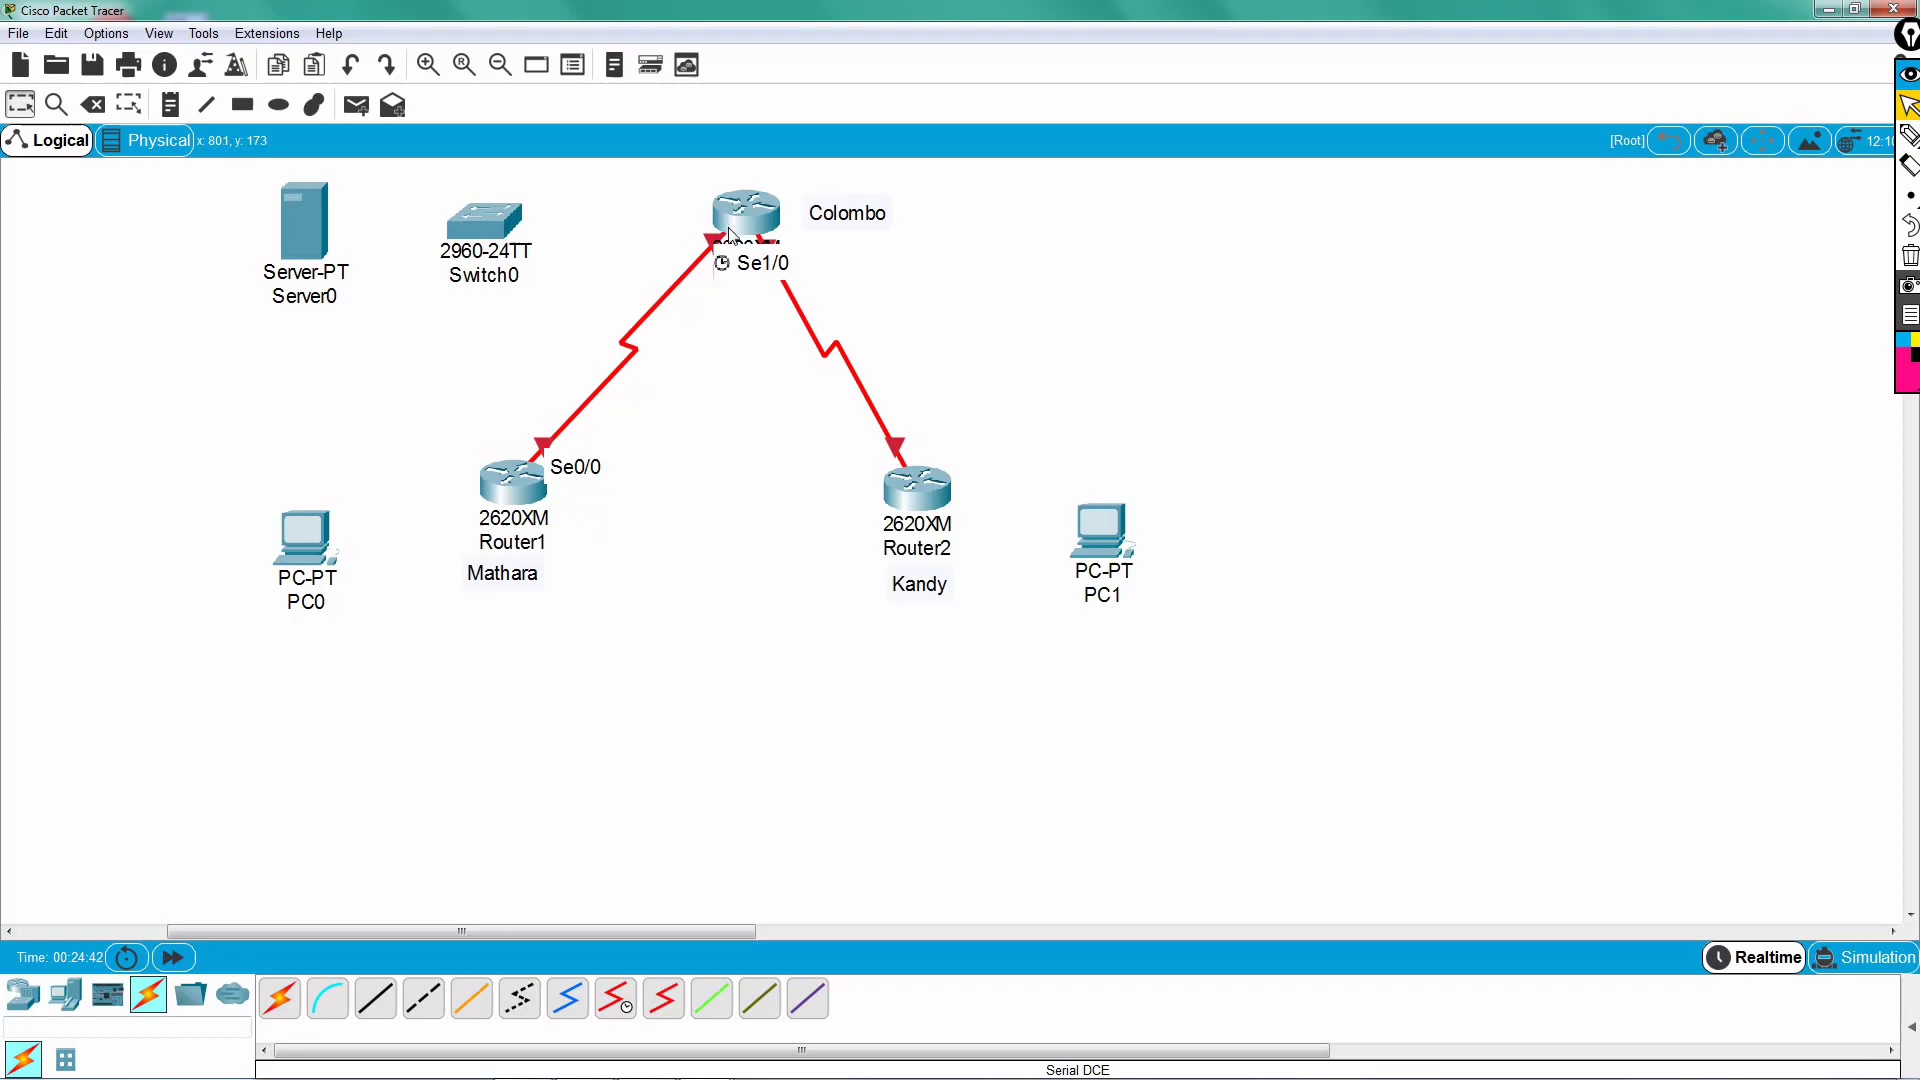 Cisco Packet Tracer
File Edit Options View Tools Extensions Help
Logical Physical x: 801, y: 173 [Root]
Colombo
Se1/0
2960-24TT
Switch0
Server-PT
Server0
Se0/0
2620XM
Router1
Mathara
2620XM
Router2
Kandy
PC-PT
PC0
PC-PT
PC1
Time: 00:24:42 Realtime Simulation
Serial DCE